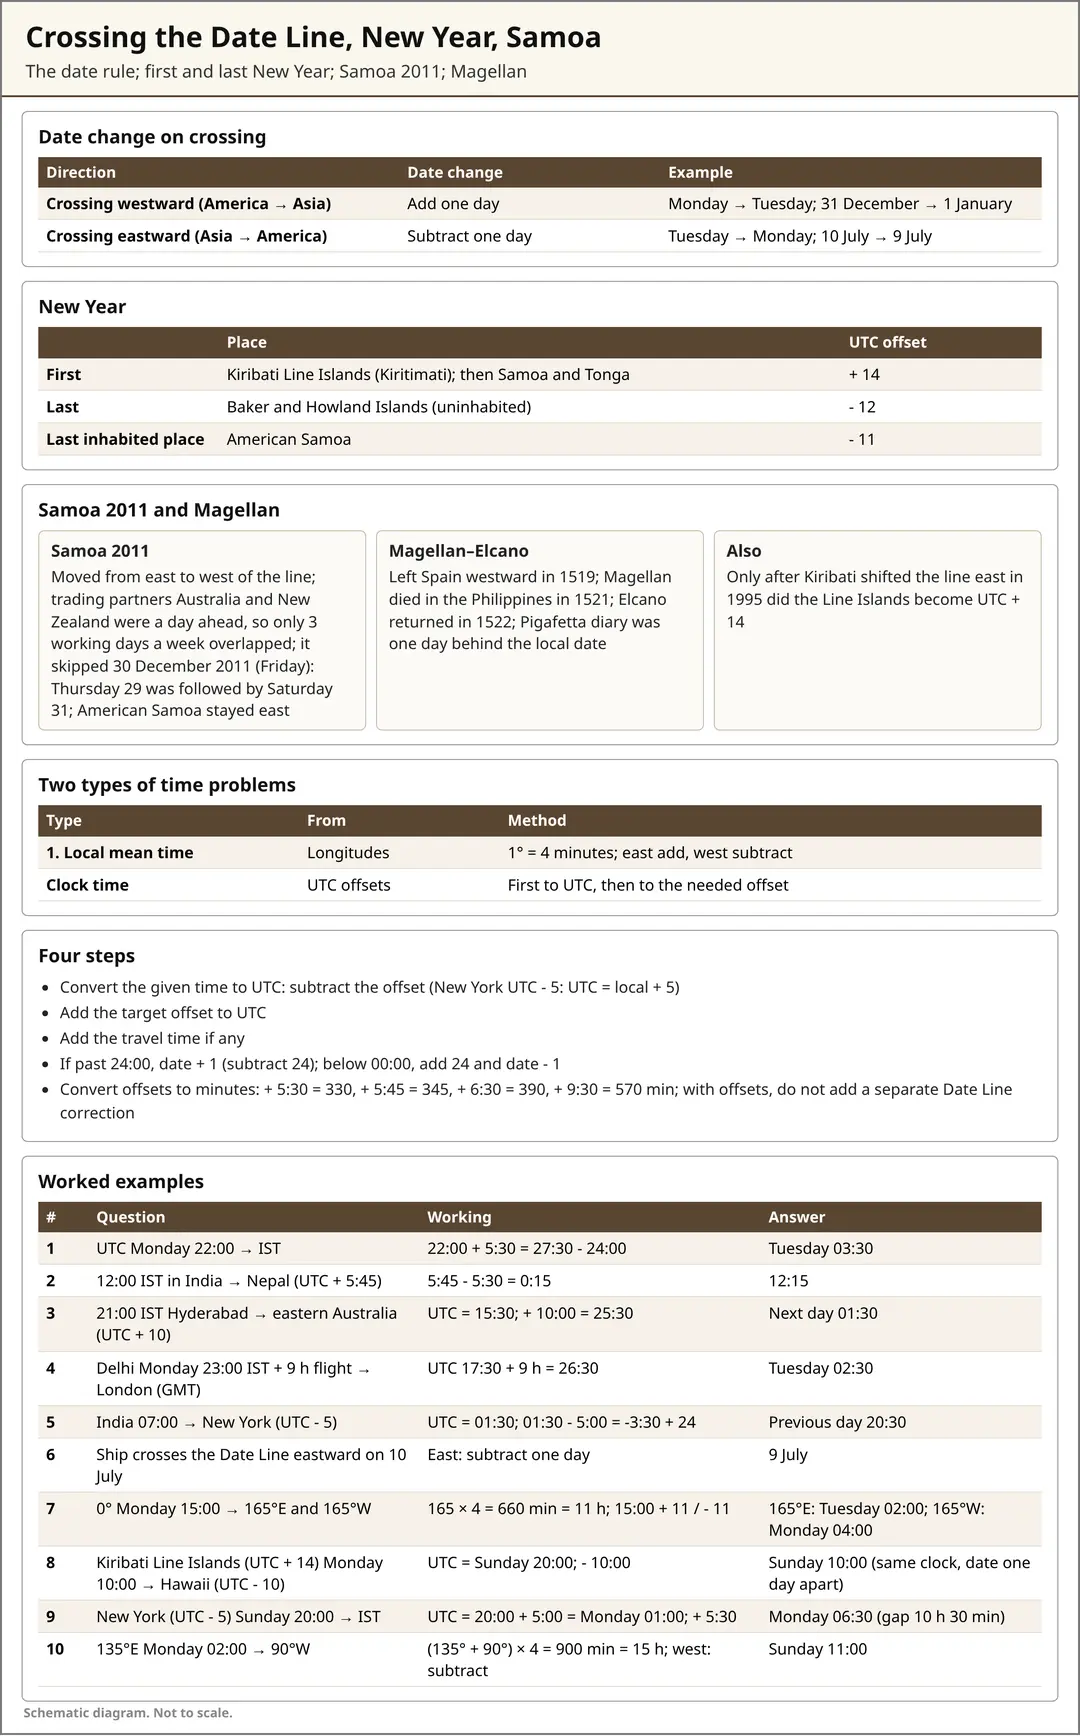 Crossing the Date Line, New Year, Samoa
The date rule; first and last New Year; Samoa 2011; Magellan
Date change on crossing
Direction Date change Example
Crossing westward (America → Asia) Add one day Monday → Tuesday; 31 December → 1 January
Crossing eastward (Asia → America) Subtract one day Tuesday → Monday; 10 July → 9 July
New Year
Place UTC offset
First Kiribati Line Islands (Kiritimati); then Samoa and Tonga + 14
Last Baker and Howland Islands (uninhabited) - 12
Last inhabited place American Samoa - 11
Samoa 2011 and Magellan
Samoa 2011
Moved from east to west of the line;
trading partners Australia and New
Zealand were a day ahead, so only 3
working days a week overlapped; it
skipped 30 December 2011 (Friday):
Thursday 29 was followed by Saturday
31; American Samoa stayed east
Magellan–Elcano
Left Spain westward in 1519; Magellan
died in the Philippines in 1521; Elcano
returned in 1522; Pigafetta diary was
one day behind the local date
Also
Only after Kiribati shifted the line east in
1995 did the Line Islands become UTC +
14
Two types of time problems
Type From Method
1. Local mean time Longitudes 1° = 4 minutes; east add, west subtract
Clock time UTC offsets First to UTC, then to the needed offset
Four steps
• Convert the given time to UTC: subtract the offset (New York UTC - 5: UTC = local + 5)
• Add the target offset to UTC
• Add the travel time if any
• If past 24:00, date + 1 (subtract 24); below 00:00, add 24 and date - 1
• Convert offsets to minutes: + 5:30 = 330, + 5:45 = 345, + 6:30 = 390, + 9:30 = 570 min; with offsets, do not add a separate Date Line
correction
Worked examples
# Question Working Answer
1 UTC Monday 22:00 → IST 22:00 + 5:30 = 27:30 - 24:00 Tuesday 03:30
2 12:00 IST in India → Nepal (UTC + 5:45) 5:45 - 5:30 = 0:15 12:15
3 21:00 IST Hyderabad → eastern Australia UTC = 15:30; + 10:00 = 25:30 Next day 01:30
(UTC + 10)
4 Delhi Monday 23:00 IST + 9 h flight → UTC 17:30 + 9 h = 26:30 Tuesday 02:30
London (GMT)
5 India 07:00 → New York (UTC - 5) UTC = 01:30; 01:30 - 5:00 = -3:30 + 24 Previous day 20:30
6 Ship crosses the Date Line eastward on 10 East: subtract one day 9 July
July
7 0° Monday 15:00 → 165°E and 165°W 165 × 4 = 660 min = 11 h; 15:00 + 11 / - 11 165°E: Tuesday 02:00; 165°W:
Monday 04:00
8 Kiribati Line Islands (UTC + 14) Monday UTC = Sunday 20:00; - 10:00 Sunday 10:00 (same clock, date one
10:00 → Hawaii (UTC - 10) day apart)
9 New York (UTC - 5) Sunday 20:00 → IST UTC = 20:00 + 5:00 = Monday 01:00; + 5:30 Monday 06:30 (gap 10 h 30 min)
10 135°E Monday 02:00 → 90°W (135° + 90°) × 4 = 900 min = 15 h; west: Sunday 11:00
subtract
Schematic diagram. Not to scale.